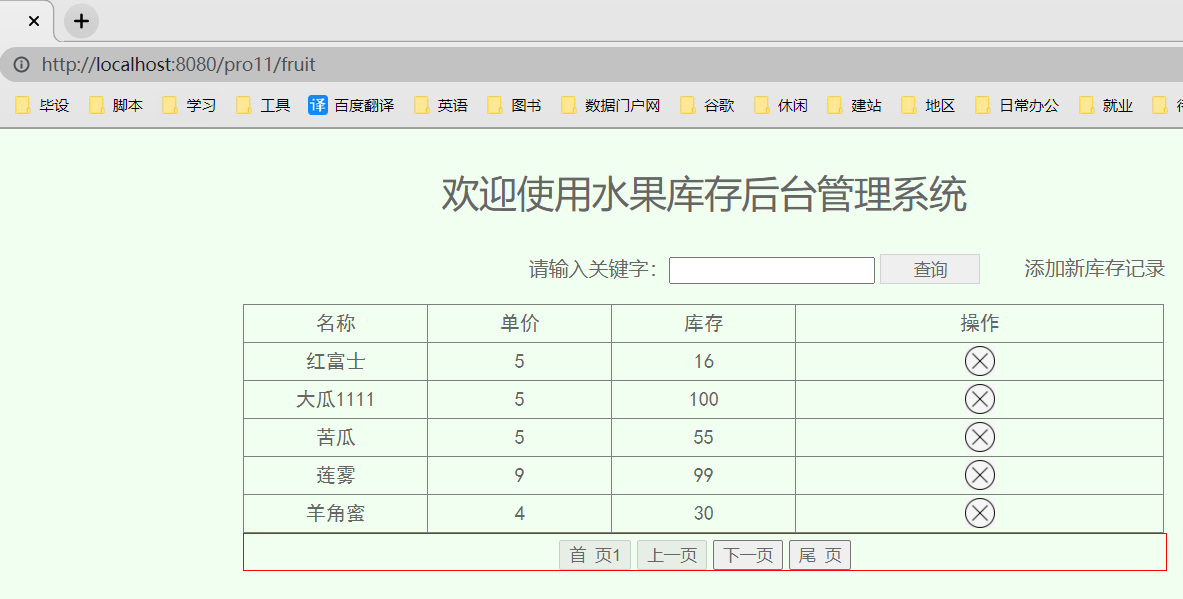 http://localhost:8080/pro11/fruit
毕设 脚本 学习 工具 译 百度翻译 英语 图书 数据门户网 谷歌 休闲 建站 地区 日常办公 就业
欢迎使用水果库存后台管理系统
请输入关键字： 查询 添加新库存记录
名称 单价 库存 操作
红富士 5 16
大瓜1111 5 100
苦瓜 5 55
莲雾 9 99
羊角蜜 4 30
首 页1 上一页 下一页 尾 页